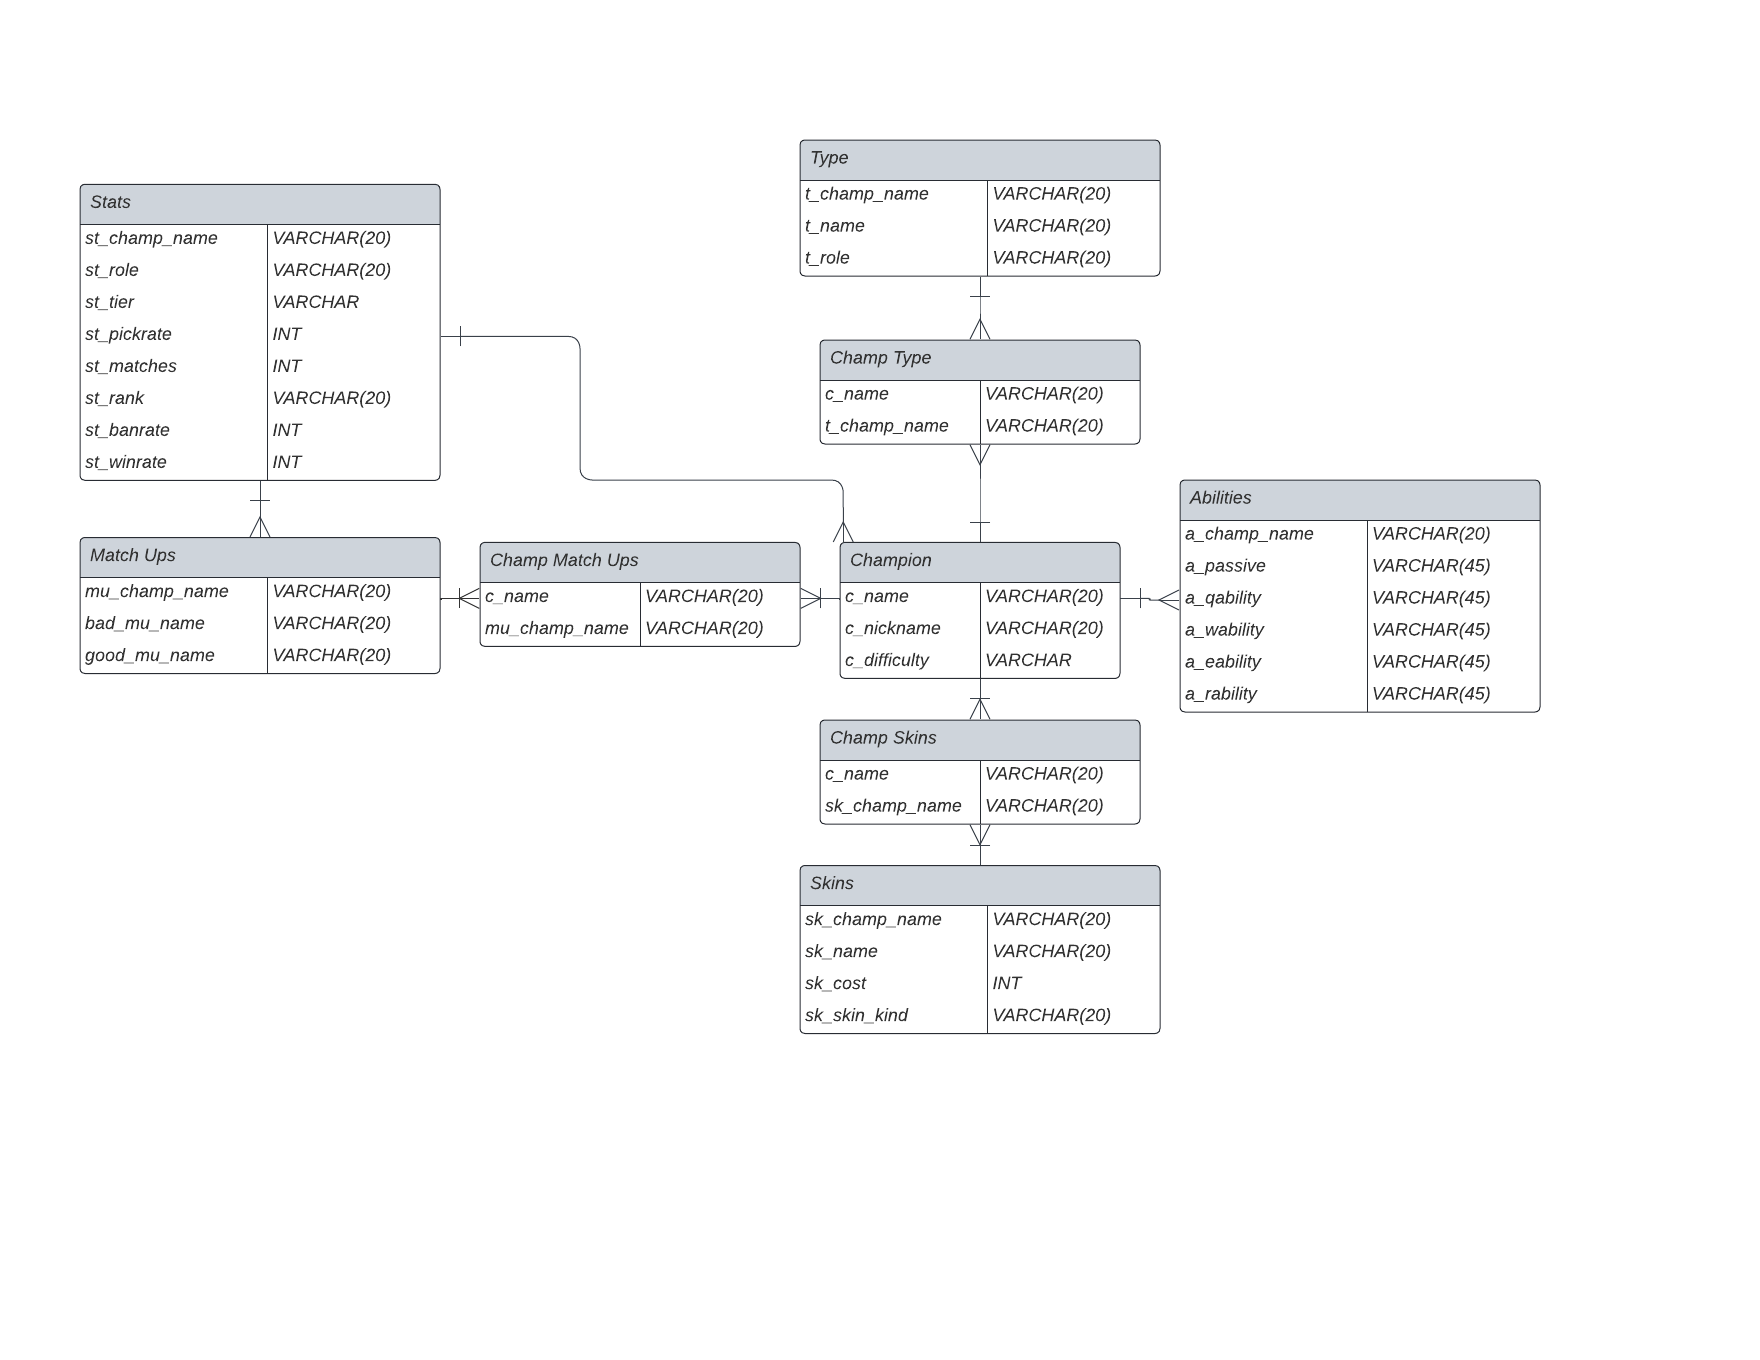 Type
t_champ_name VARCHAR(20)
t_name VARCHAR(20)
t_role VARCHAR(20)
Stats
st_champ_name VARCHAR(20)
st_role VARCHAR(20)
st_tier VARCHAR
st_pickrate INT
st_matches INT
st_rank VARCHAR(20)
st_banrate INT
st_winrate INT
Champ Type
c_name VARCHAR(20)
t_champ_name VARCHAR(20)
Abilities
a_champ_name VARCHAR(20)
a_passive VARCHAR(45)
a_qability VARCHAR(45)
a_wability VARCHAR(45)
a_eability VARCHAR(45)
a_rability VARCHAR(45)
Match Ups
mu_champ_name VARCHAR(20)
bad_mu_name VARCHAR(20)
good_mu_name VARCHAR(20)
Champ Match Ups
c_name VARCHAR(20)
mu_champ_name VARCHAR(20)
Champion
c_name VARCHAR(20)
c_nickname VARCHAR(20)
c_difficulty VARCHAR
Champ Skins
c_name VARCHAR(20)
sk_champ_name VARCHAR(20)
Skins
sk_champ_name VARCHAR(20)
sk_name VARCHAR(20)
sk_cost INT
sk_skin_kind VARCHAR(20)